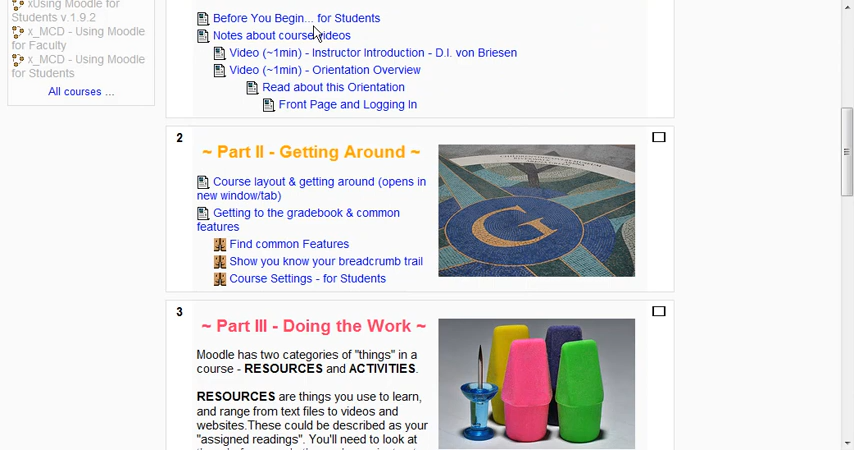 xUsing Moodle for
Students v.1.9.2
x_MCD - Using Moodle
for Faculty
x_MCD - Using Moodle
for Students
All courses ...
Before You Begin... for Students
Notes about course videos
Video (~1min) - Instructor Introduction - D.I. von Briesen
Video (~1min) - Orientation Overview
Read about this Orientation
Front Page and Logging In
2
~ Part II - Getting Around ~
Course layout & getting around (opens in
new window/tab)
Getting to the gradebook & common
features
Find common Features
Show you know your breadcrumb trail
Course Settings - for Students
G
3
~ Part III - Doing the Work ~
Moodle has two categories of "things" in a
course - RESOURCES and ACTIVITIES.
RESOURCES are things you use to learn,
and range from text files to videos and
websites.These could be described as your
"assigned readings". You'll need to look at